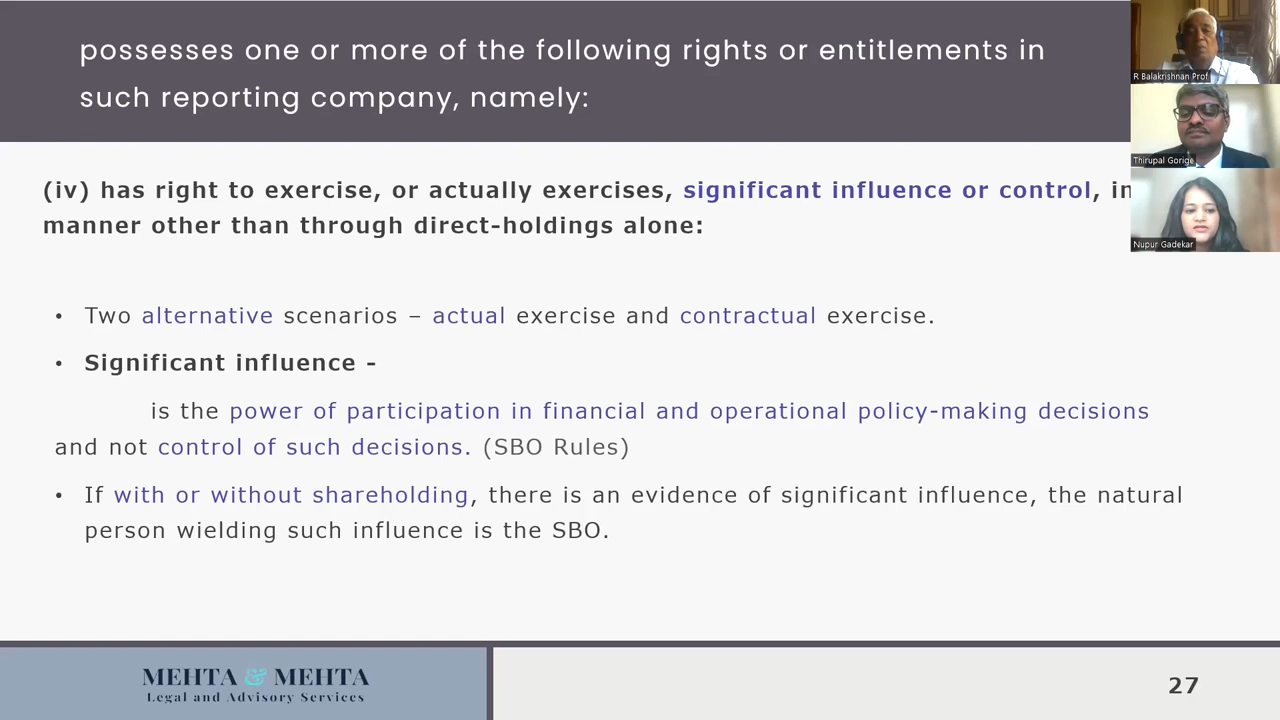 possesses one or more of the following rights or entitlements in
such reporting company, namely:
R Balakrishnan Prof
Thirupal Gorige
Nupur Gadekar
(iv) has right to exercise, or actually exercises, significant influence or control, in
manner other than through direct-holdings alone:
• Two alternative scenarios – actual exercise and contractual exercise.
• Significant influence -
is the power of participation in financial and operational policy-making decisions
and not control of such decisions. (SBO Rules)
• If with or without shareholding, there is an evidence of significant influence, the natural
person wielding such influence is the SBO.
MEHTA & MEHTA
Legal and Advisory Services
27